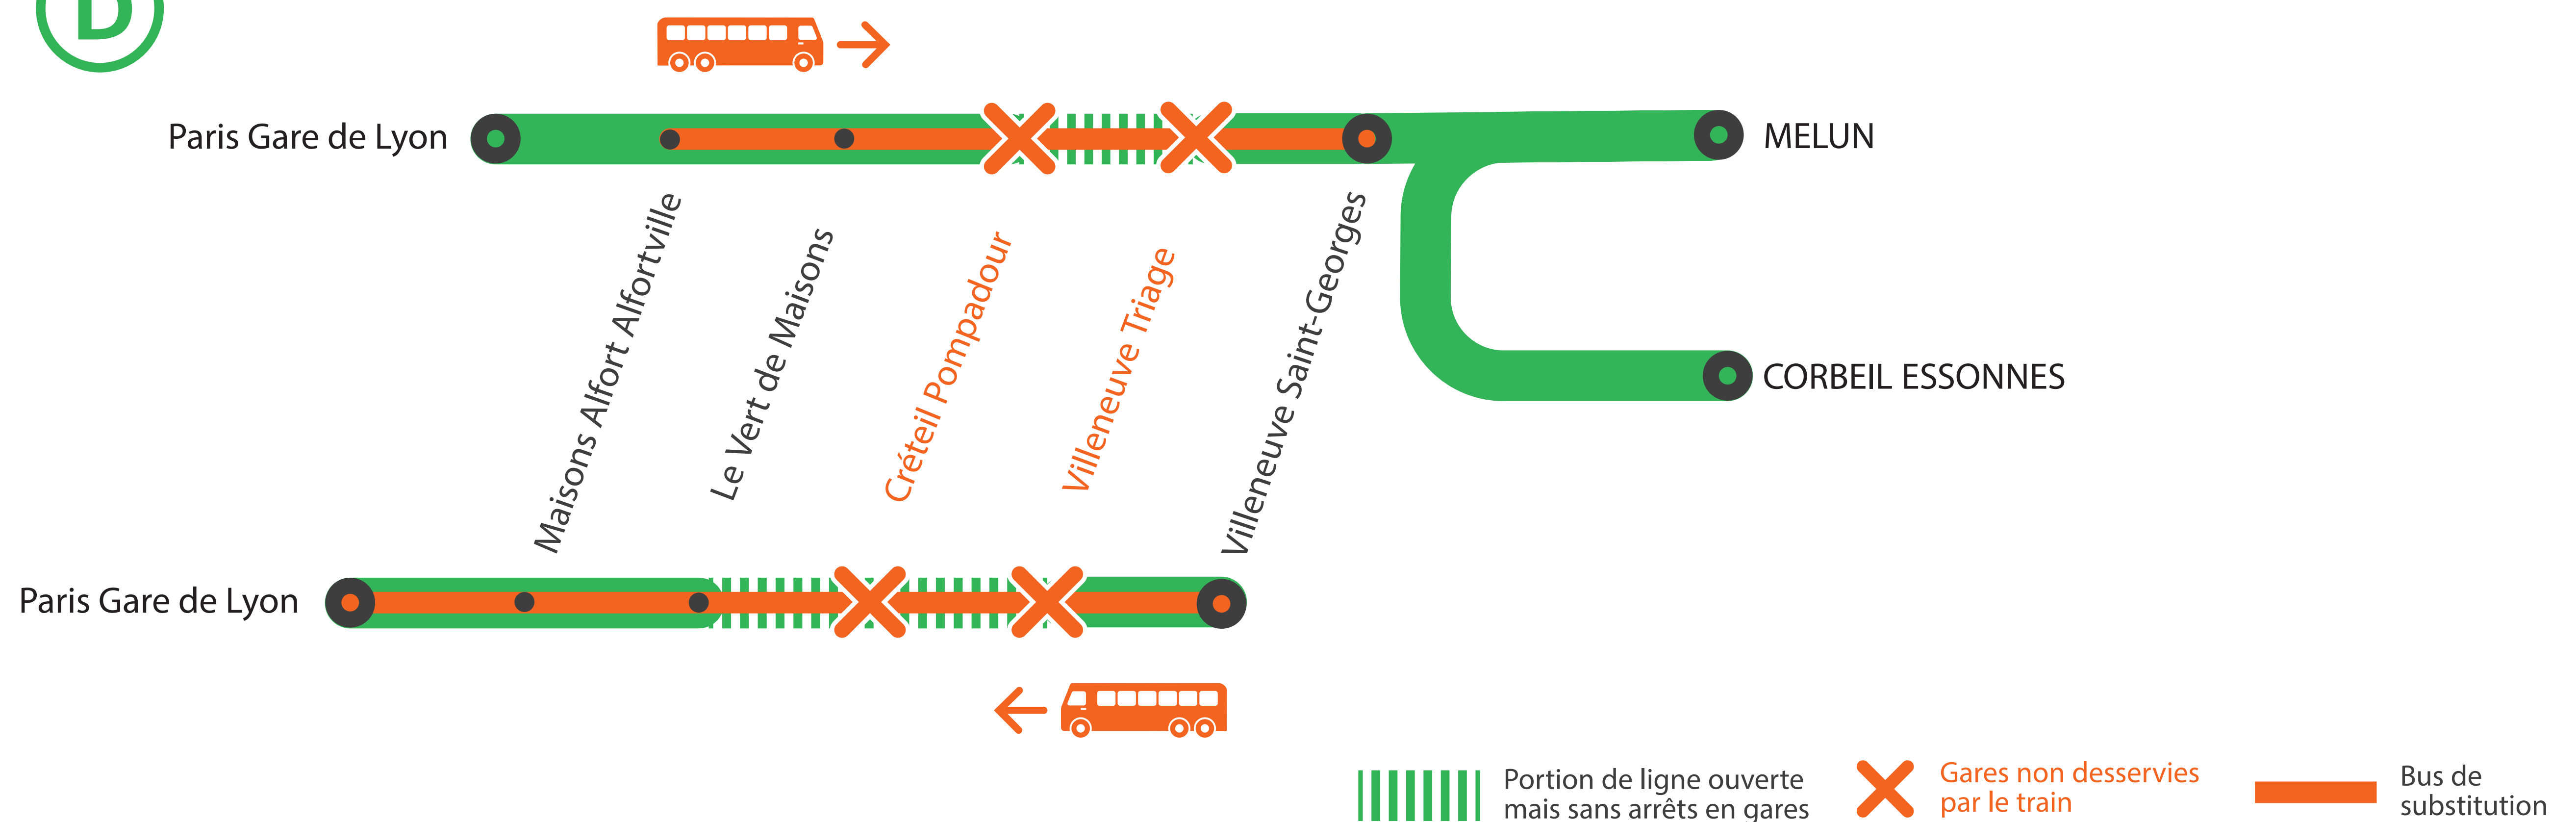 D
Paris Gare de Lyon
MELUN
CORBEIL ESSONNES
Maisons Alfort Alfortville
Le Vert de Maisons
Créteil Pompadour
Villeneuve Triage
Villeneuve Saint-Georges
Paris Gare de Lyon
Portion de ligne ouverte
mais sans arrêts en gares
Gares non desservies
par le train
Bus de
substitution